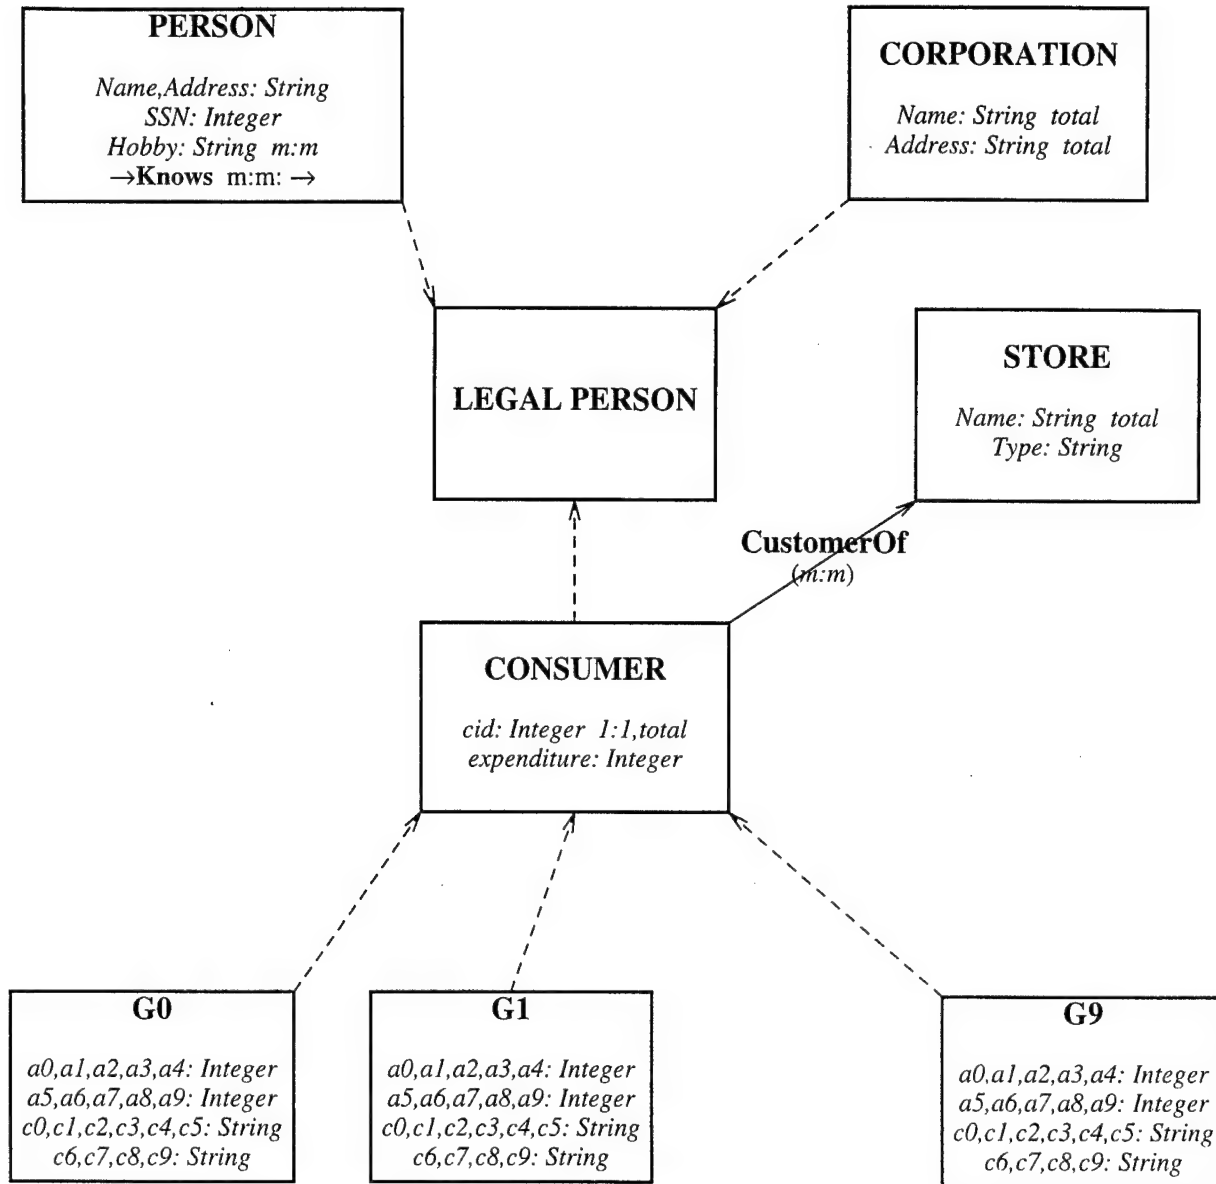 PERSON
Name,Address: String
SSN: Integer
Hobby: String m:m
→Knows m:m: →
CORPORATION
Name: String total
Address: String total
LEGAL PERSON
STORE
Name: String total
Type: String
CustomerOf
(m:m)
CONSUMER
cid: Integer 1:1,total
expenditure: Integer
G0
a0,a1,a2,a3,a4: Integer
a5,a6,a7,a8,a9: Integer
c0,c1,c2,c3,c4,c5: String
c6,c7,c8,c9: String
G1
a0,a1,a2,a3,a4: Integer
a5,a6,a7,a8,a9: Integer
c0,c1,c2,c3,c4,c5: String
c6,c7,c8,c9: String
G9
a0,a1,a2,a3,a4: Integer
a5,a6,a7,a8,a9: Integer
c0,c1,c2,c3,c4,c5: String
c6,c7,c8,c9: String